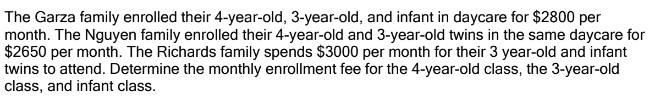 The Garza family enrolled their 4-year-old, 3-year-old, and infant in daycare for $2800 per
month. The Nguyen family enrolled their 4-year-old and 3-year-old twins in the same daycare for
$2650 per month. The Richards family spends $3000 per month for their 3 year-old and infant
twins to attend. Determine the monthly enrollment fee for the 4-year-old class, the 3-year-old
class, and infant class.